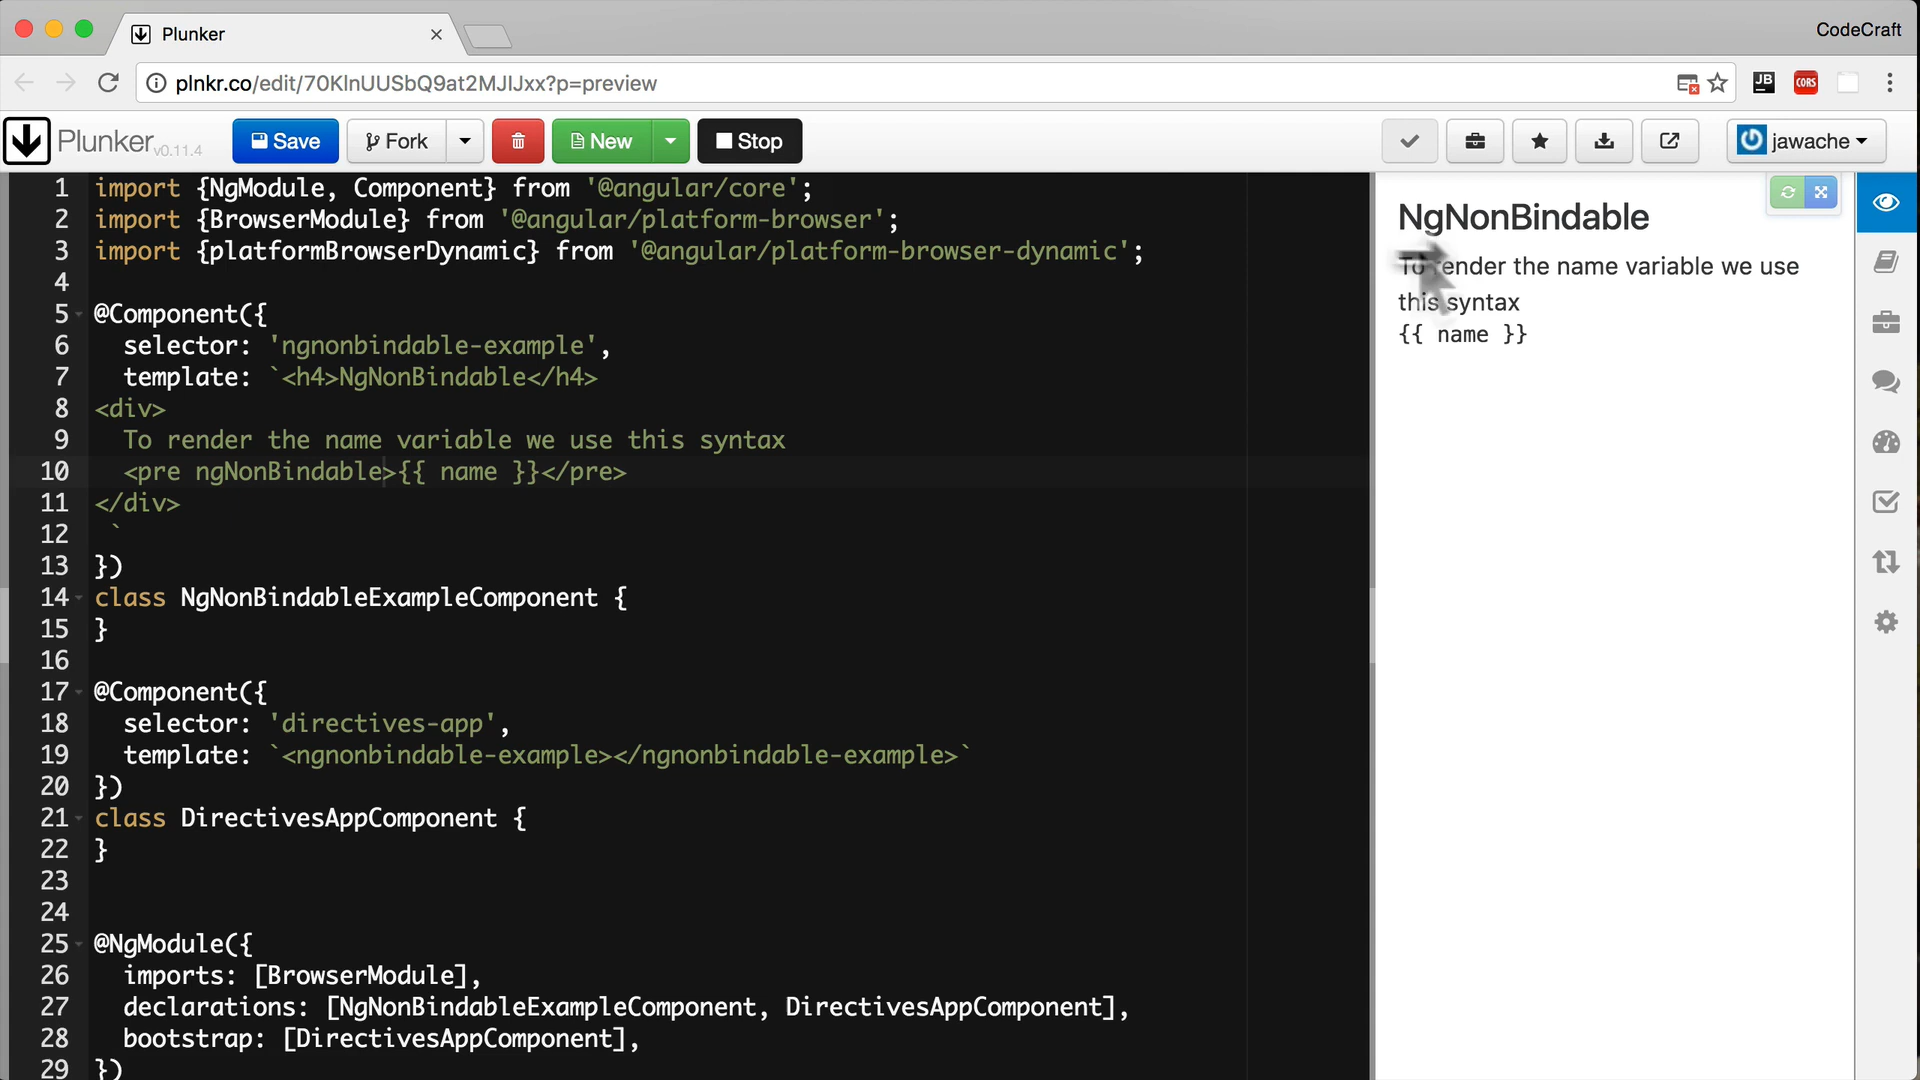 Plunker
CodeCraft
plnkr.co/edit/70KlnUUSbQ9at2MJIJxx?p=preview
JB
CORS
Plunker v0.11.4
Save
Fork
New
Stop
jawache
1 import {NgModule, Component} from '@angular/core';
2 import {BrowserModule} from '@angular/platform-browser';
3 import {platformBrowserDynamic} from '@angular/platform-browser-dynamic';
4
5 @Component({
6 selector: 'ngnonbindable-example',
7 template: `<h4>NgNonBindable</h4>
8 <div>
9 To render the name variable we use this syntax
10 <pre ngNonBindable>{{ name }}</pre>
11 </div>
12 `
13 })
14 class NgNonBindableExampleComponent {
15 }
16
17 @Component({
18 selector: 'directives-app',
19 template: `<ngnonbindable-example></ngnonbindable-example>`
20 })
21 class DirectivesAppComponent {
22 }
23
24
25 @NgModule({
26 imports: [BrowserModule],
27 declarations: [NgNonBindableExampleComponent, DirectivesAppComponent],
28 bootstrap: [DirectivesAppComponent],
29 })
NgNonBindable
To render the name variable we use
this syntax
{{ name }}